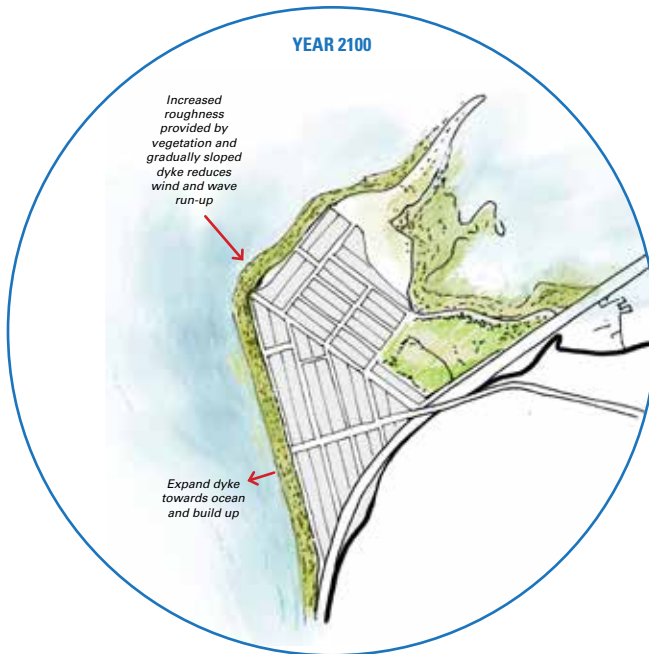 YEAR 2100
Increased
roughness
provided by
vegetation and
gradually sloped
dyke reduces
wind and wave
run-up
Expand dyke
towards ocean
and build up